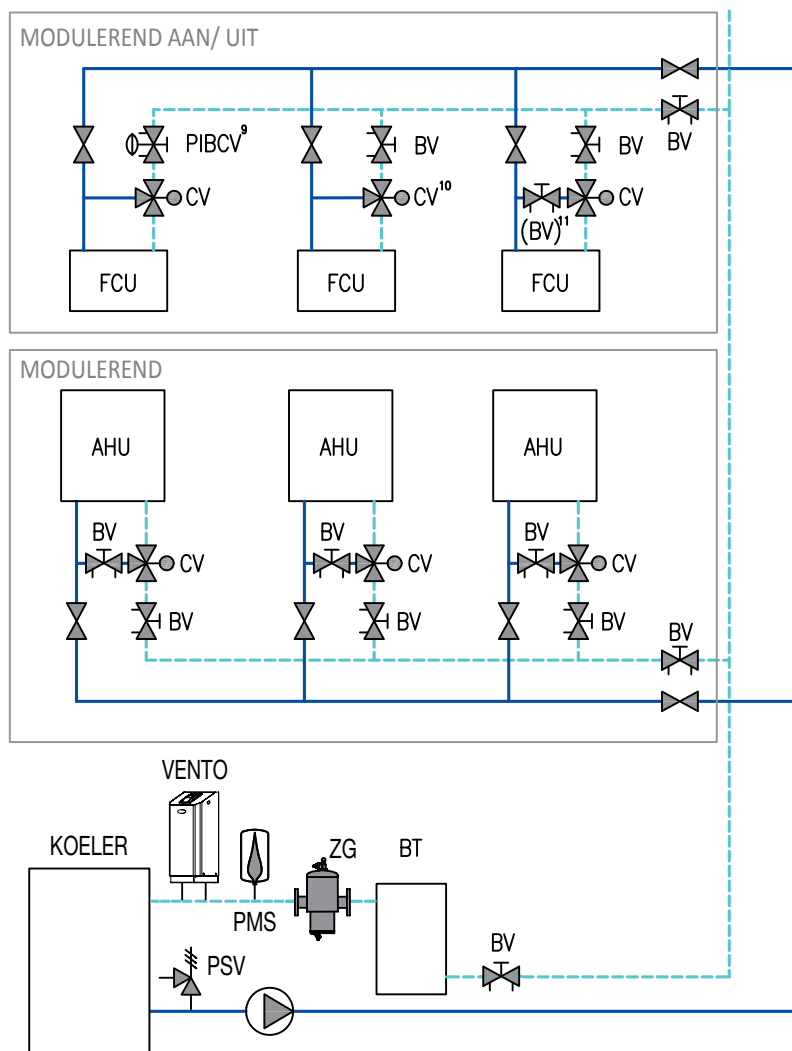 MODULEREND AAN/ UIT
PIBCV⁹ BV BV BV
CV CV¹⁰ CV
(BV)¹¹
FCU FCU FCU
MODULEREND
AHU AHU AHU
BV BV BV
CV CV CV
BV BV BV BV
VENTO
KOELER ZG BT
PMS
BV
PSV